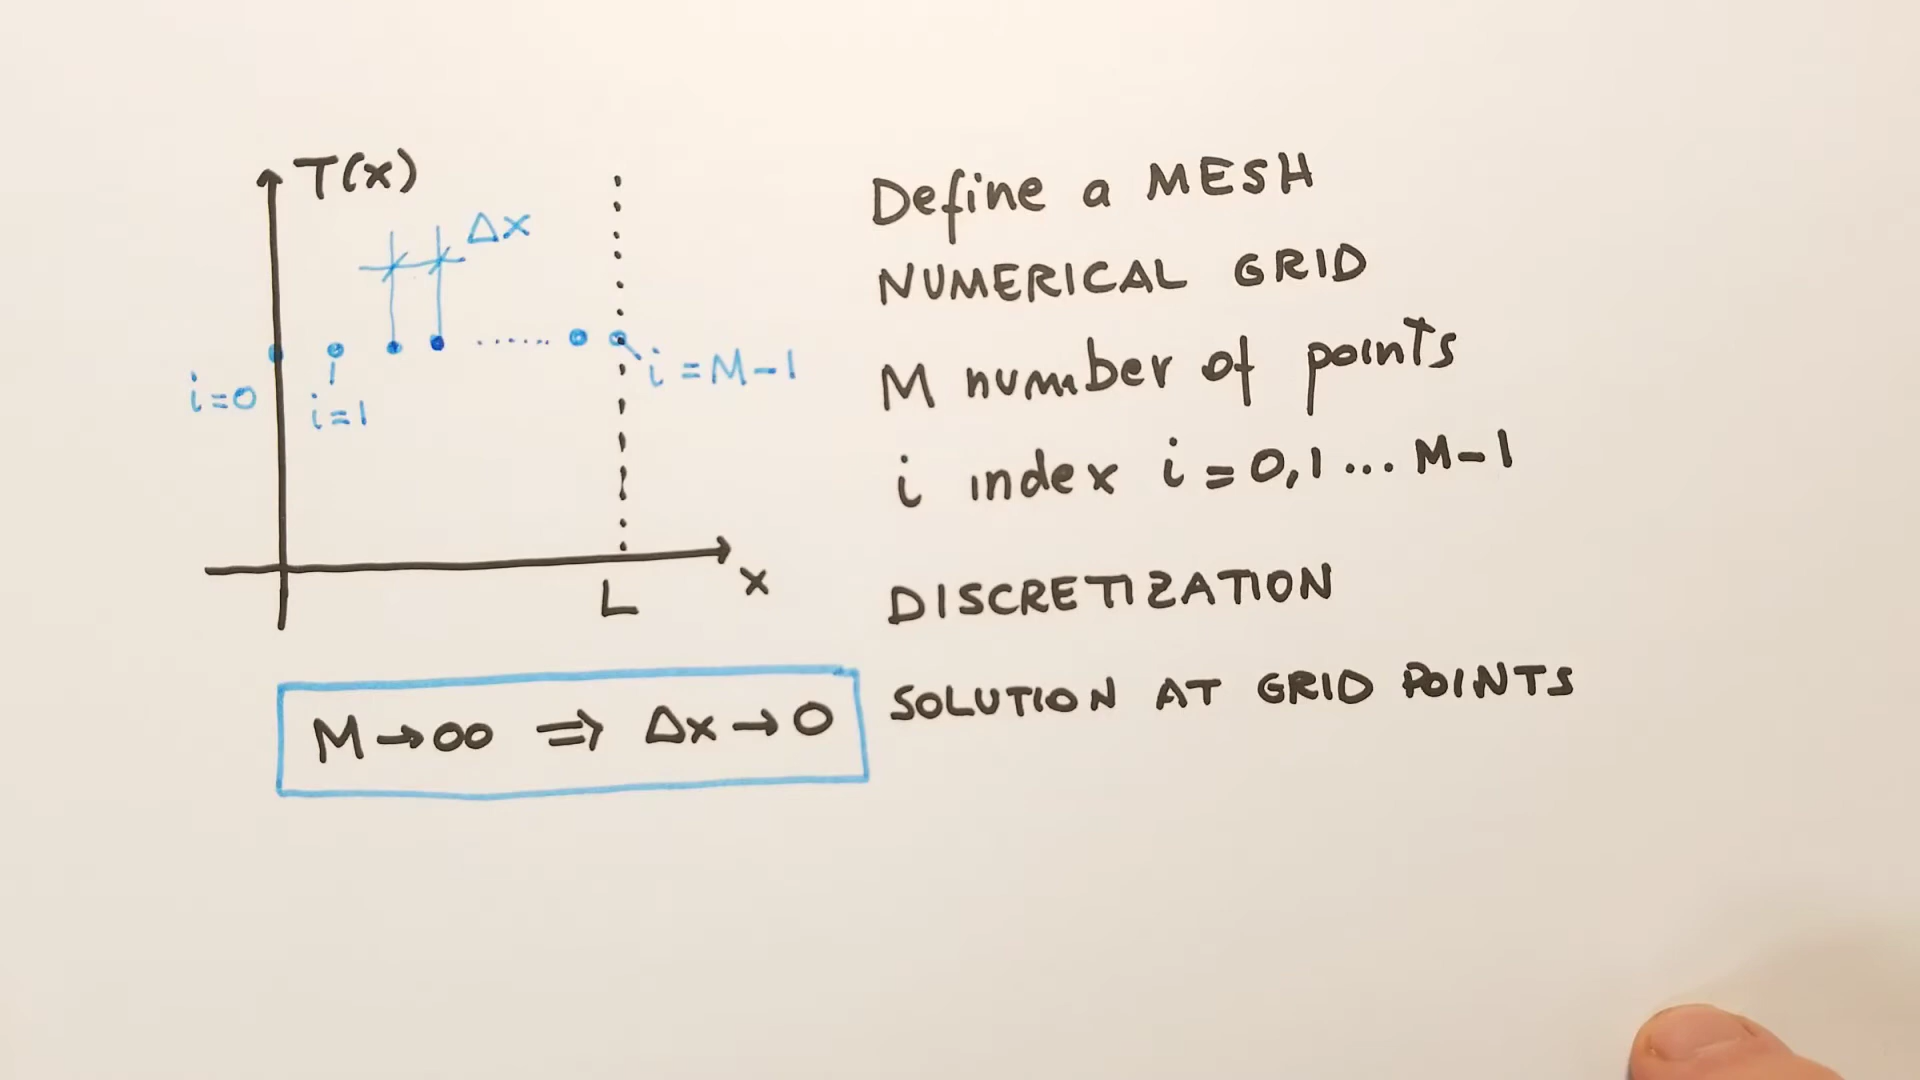 T(x)
Δx
i=0
i=1
i=M-1
L
x
M→∞ ⇒ Δx→0
Define a MESH
NUMERICAL GRID
M number of points
i index i=0,1...M-1
DISCRETIZATION
SOLUTION AT GRID POINTS